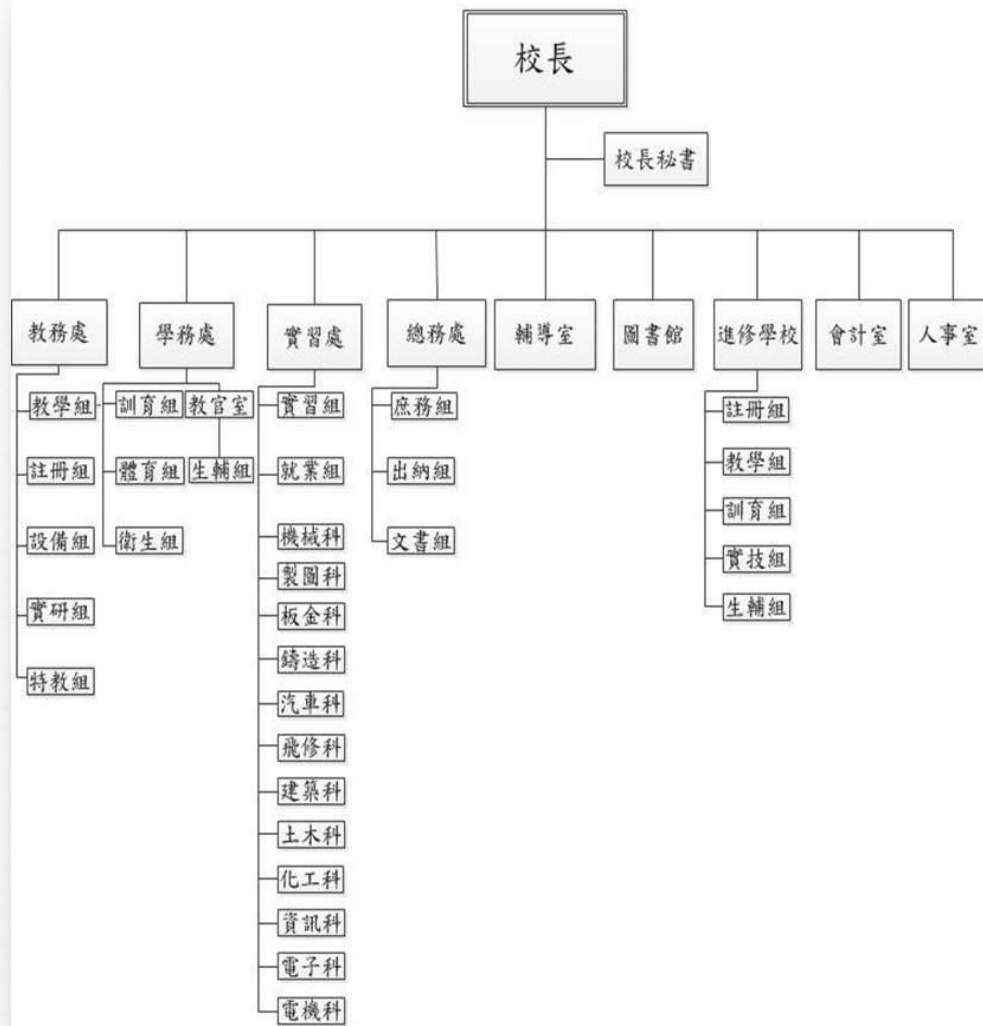 校長
校長秘書
教務處
學務處
實習處
總務處
輔導室
圖書館
進修學校
會計室
人事室
教學組
註冊組
設備組
實研組
特教組
訓育組
體育組
衛生組
教官室
生輔組
實習組
就業組
機械科
製圖科
板金科
鑄造科
汽車科
飛修科
建築科
土木科
化工科
資訊科
電子科
電機科
庶務組
出納組
文書組
註冊組
教學組
訓育組
實技組
生輔組